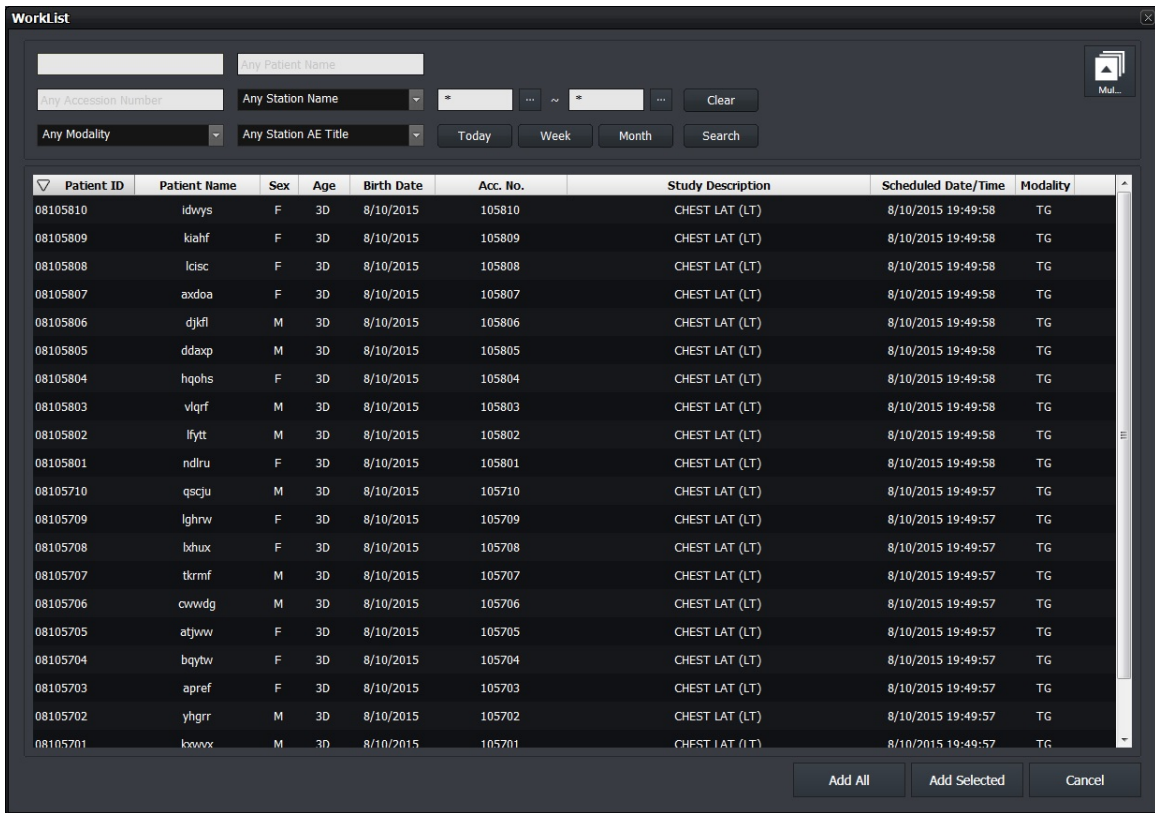 WorkList
Any Patient Name
Any Accession Number Any Station Name * ... ~ * ... Clear
Mul...
Any Modality Any Station AE Title Today Week Month Search
Patient ID Patient Name Sex Age Birth Date Acc. No. Study Description Scheduled Date/Time Modality
08105810 idwys F 3D 8/10/2015 105810 CHEST LAT (LT) 8/10/2015 19:49:58 TG
08105809 kiahf F 3D 8/10/2015 105809 CHEST LAT (LT) 8/10/2015 19:49:58 TG
08105808 lcisc F 3D 8/10/2015 105808 CHEST LAT (LT) 8/10/2015 19:49:58 TG
08105807 axdoa F 3D 8/10/2015 105807 CHEST LAT (LT) 8/10/2015 19:49:58 TG
08105806 djkfl M 3D 8/10/2015 105806 CHEST LAT (LT) 8/10/2015 19:49:58 TG
08105805 ddaxp M 3D 8/10/2015 105805 CHEST LAT (LT) 8/10/2015 19:49:58 TG
08105804 hqohs F 3D 8/10/2015 105804 CHEST LAT (LT) 8/10/2015 19:49:58 TG
08105803 vlqrf M 3D 8/10/2015 105803 CHEST LAT (LT) 8/10/2015 19:49:58 TG
08105802 lfytt M 3D 8/10/2015 105802 CHEST LAT (LT) 8/10/2015 19:49:58 TG
08105801 ndlru F 3D 8/10/2015 105801 CHEST LAT (LT) 8/10/2015 19:49:58 TG
08105710 qscju M 3D 8/10/2015 105710 CHEST LAT (LT) 8/10/2015 19:49:57 TG
08105709 lghrw F 3D 8/10/2015 105709 CHEST LAT (LT) 8/10/2015 19:49:57 TG
08105708 lxhux F 3D 8/10/2015 105708 CHEST LAT (LT) 8/10/2015 19:49:57 TG
08105707 tkrmf M 3D 8/10/2015 105707 CHEST LAT (LT) 8/10/2015 19:49:57 TG
08105706 cwwdg M 3D 8/10/2015 105706 CHEST LAT (LT) 8/10/2015 19:49:57 TG
08105705 atjww F 3D 8/10/2015 105705 CHEST LAT (LT) 8/10/2015 19:49:57 TG
08105704 bqytw F 3D 8/10/2015 105704 CHEST LAT (LT) 8/10/2015 19:49:57 TG
08105703 apref F 3D 8/10/2015 105703 CHEST LAT (LT) 8/10/2015 19:49:57 TG
08105702 yhgrr M 3D 8/10/2015 105702 CHEST LAT (LT) 8/10/2015 19:49:57 TG
08105701 M 3D 8/10/2015 105701 CHEST LAT (LT) 8/10/2015 19:49:57 TG
Add All Add Selected Cancel